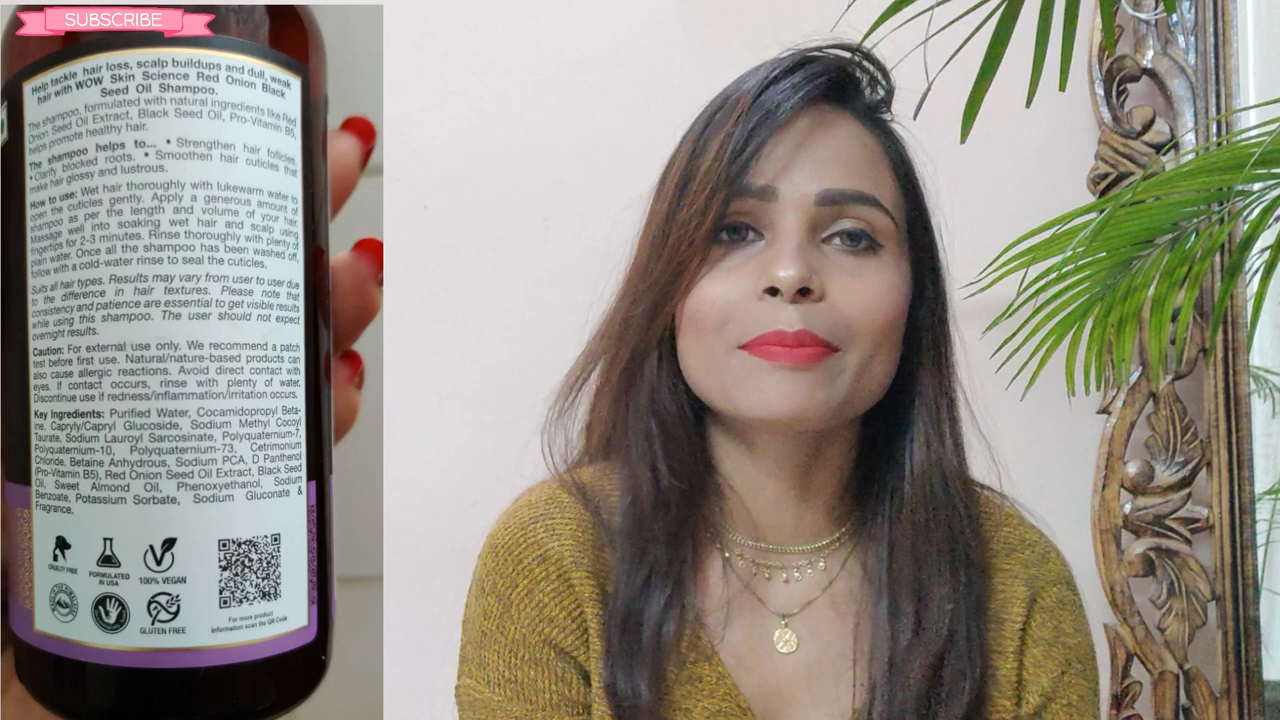 SUBSCRIBE
Help tackle hair loss, scalp buildups and dull, weak
hair with WOW Skin Science Red Onion Black
Seed Oil Shampoo.
The shampoo, formulated with natural ingredients like Red
Onion Seed Oil Extract, Black Seed Oil, Pro-Vitamin B5,
helps promote healthy hair.
The shampoo helps to... • Strengthen hair follicles.
• Clarify blocked roots. • Smoothen hair cuticles that
make hair glossy and lustrous.
How to use: Wet hair thoroughly with lukewarm water to
open the cuticles gently. Apply a generous amount of
shampoo as per the length and volume of your hair.
Massage well into soaking wet hair and scalp using
fingertips for 2-3 minutes. Rinse thoroughly with plenty of
plain water. Once all the shampoo has been washed off,
follow with a cold-water rinse to seal the cuticles.
Suits all hair types. Results may vary from user to user due
to the difference in hair textures. Please note that
consistency and patience are essential to get visible results
while using this shampoo. The user should not expect
overnight results.
Caution: For external use only. We recommend a patch
test before first use. Natural/nature-based products can
also cause allergic reactions. Avoid direct contact with
eyes. If contact occurs, rinse with plenty of water.
Discontinue use if redness/inflammation/irritation occurs.
Key Ingredients: Purified Water, Cocamidopropyl Beta-
ine, Capryly/Capryl Glucoside, Sodium Methyl Cocoyl
Taurate, Sodium Lauroyl Sarcosinate, Polyquaternium-7,
Polyquaternium-10, Polyquaternium-73, Cetrimonium
Chloride, Betaine Anhydrous, Sodium PCA, D Panthenol
(Pro-Vitamin B5), Red Onion Seed Oil Extract, Black Seed
Oil, Sweet Almond Oil, Phenoxyethanol, Sodium
Benzoate, Potassium Sorbate, Sodium Gluconate &
Fragrance.
CRUELTY FREE
FORMULATED
IN USA
100% VEGAN
GLUTEN FREE
For more product
information scan the QR Code